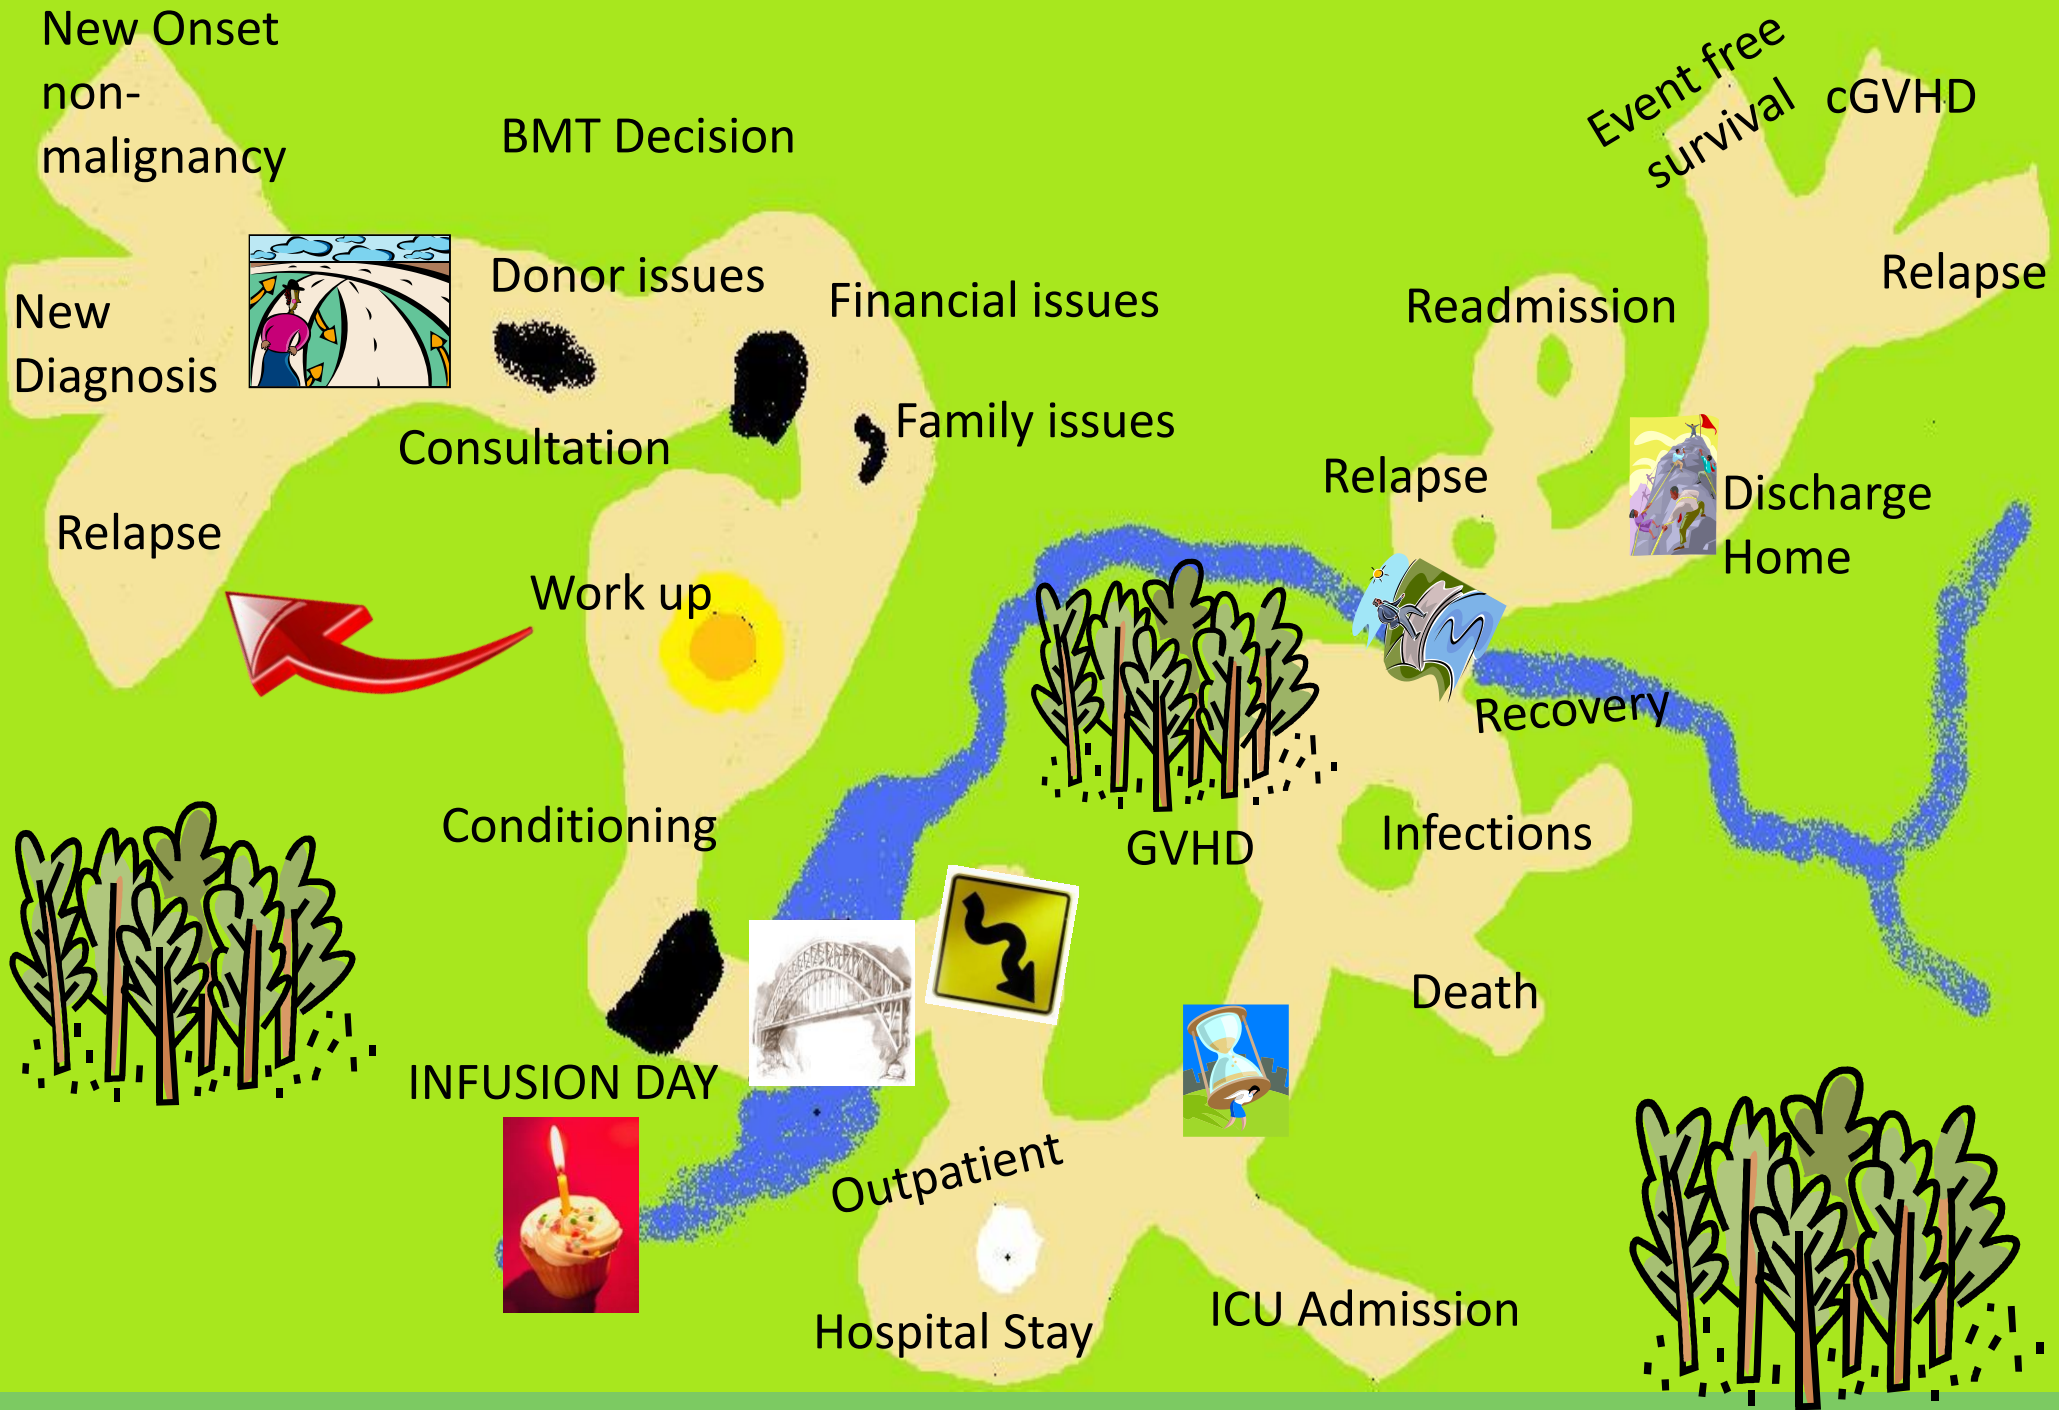 New Onset
non-
malignancy
BMT Decision
Event free
survival
cGVHD
New
Diagnosis
Donor issues
Financial issues
Readmission
Relapse
Consultation
Family issues
Relapse
Discharge
Home
Relapse
Work up
Recovery
Conditioning
GVHD
Infections
Death
INFUSION DAY
Outpatient
Hospital Stay
ICU Admission